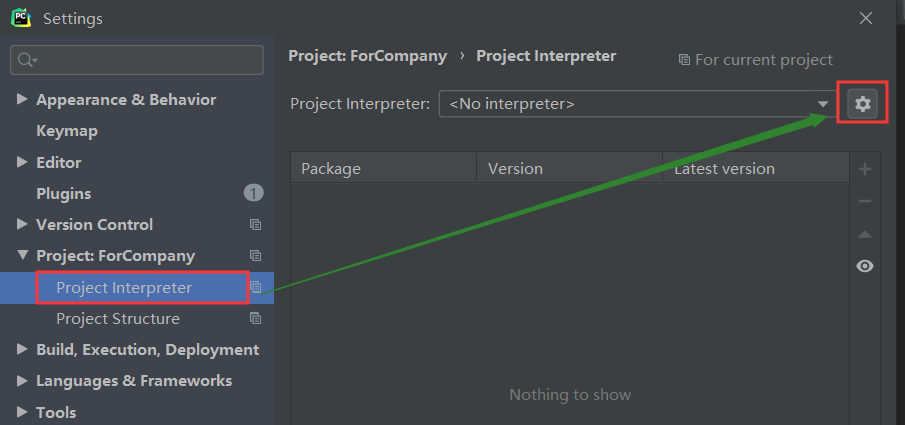 Settings
Project: ForCompany › Project Interpreter
For current project
Project Interpreter: <No interpreter>
Package Version Latest version
Nothing to show
Appearance & Behavior
Keymap
Editor
Plugins 1
Version Control
Project: ForCompany
Project Interpreter
Project Structure
Build, Execution, Deployment
Languages & Frameworks
Tools